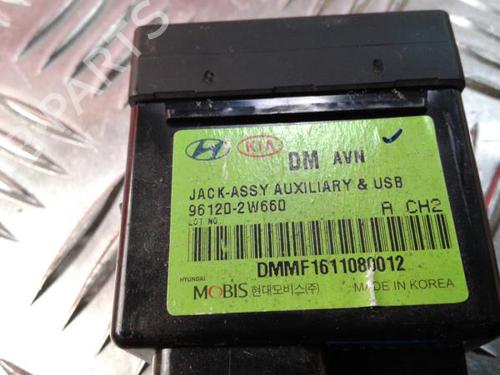 KIA
DM AVN
JACK-ASSY AUXILIARY & USB
96120-2W660 A CH2
LOT NO.
DMMF1611080012
HYUNDAI
MOBIS 현대모비스(주) MADE IN KOREA
PARTS